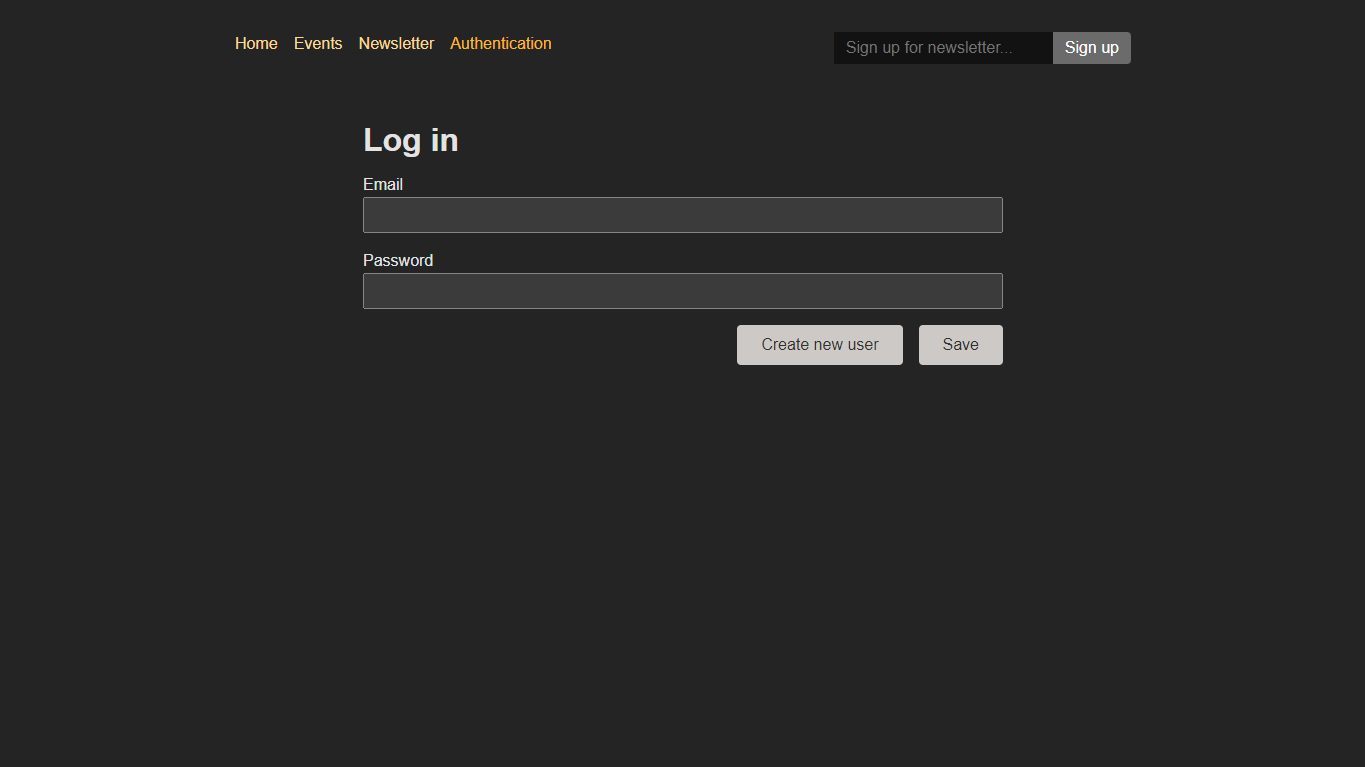 Home Events Newsletter Authentication
Sign up for newsletter... Sign up
Log in
Email
Password
Create new user Save